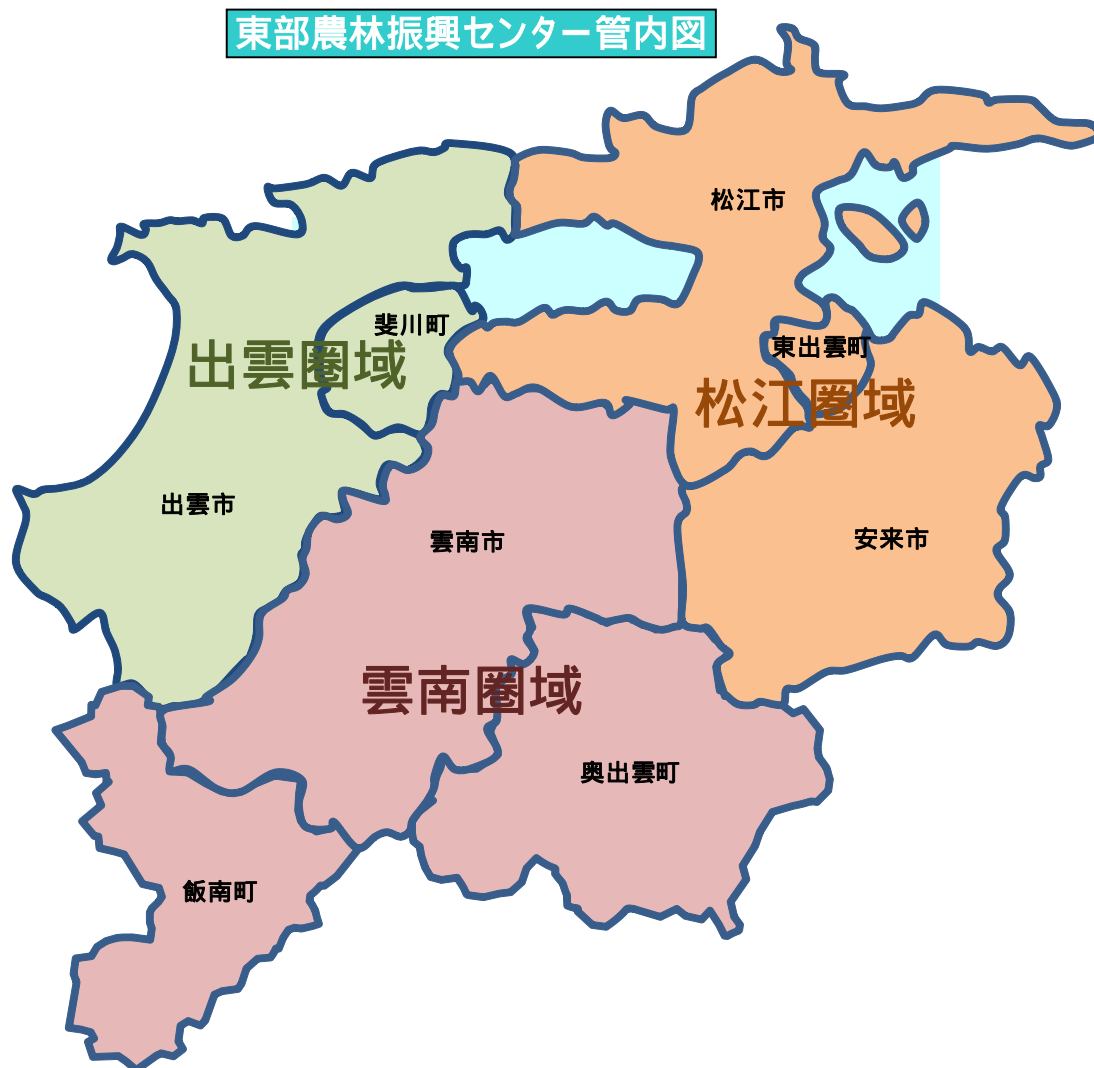 東部農林振興センター管内図
松江市
斐川町
東出雲町
出雲圏域
松江圏域
出雲市
雲南市
安来市
雲南圏域
奥出雲町
飯南町